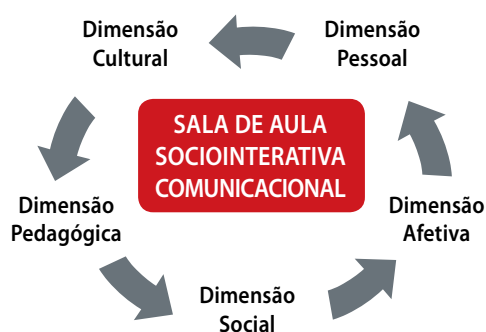 Dimensão
Cultural
Dimensão
Pessoal
SALA DE AULA
SOCIOINTERATIVA
COMUNICACIONAL
Dimensão
Pedagógica
Dimensão
Afetiva
Dimensão
Social